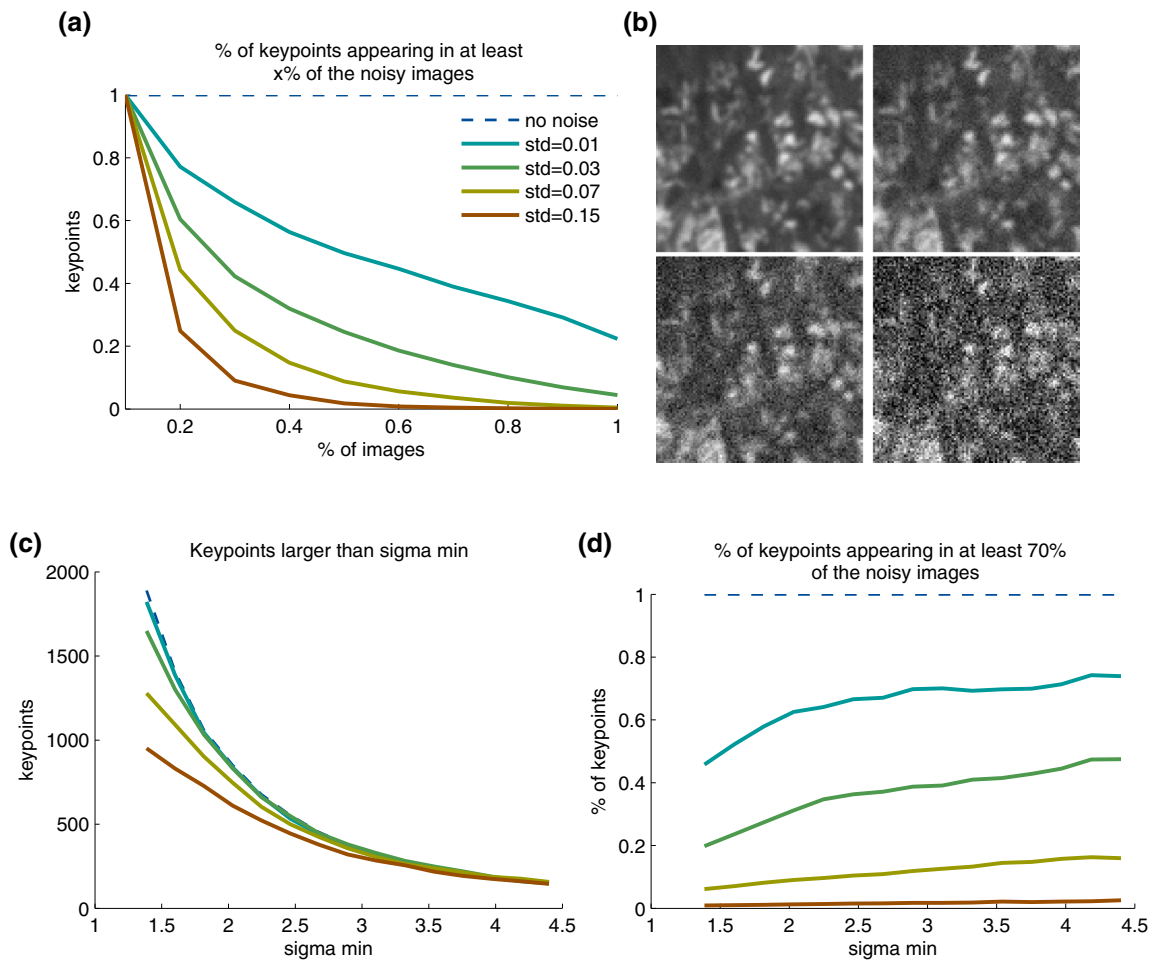 (a)
% of keypoints appearing in at least
x% of the noisy images
1
0.8
0.6
0.4
0.2
0
keypoints
no noise
std=0.01
std=0.03
std=0.07
std=0.15
0.2
0.4
0.6
0.8
1
% of images
(b)
(c)
Keypoints larger than sigma min
2000
1500
1000
500
0
keypoints
1
1.5
2
2.5
3
3.5
4
4.5
sigma min
(d)
% of keypoints appearing in at least 70%
of the noisy images
1
0.8
0.6
0.4
0.2
0
% of keypoints
1
1.5
2
2.5
3
3.5
4
4.5
sigma min